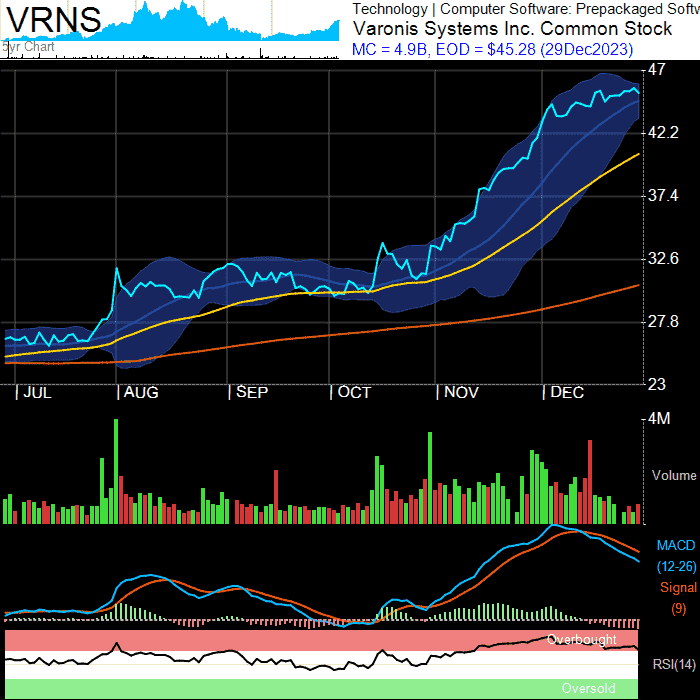 VRNS
5yr Chart
Technology | Computer Software: Prepackaged Softw
Varonis Systems Inc. Common Stock
MC = 4.9B, EOD = $45.28 (29Dec2023)
47
42.2
37.4
32.6
27.8
23
JUL
AUG
SEP
OCT
NOV
DEC
4M
Volume
MACD
(12-26)
Signal
(9)
Overbought
RSI(14)
Oversold